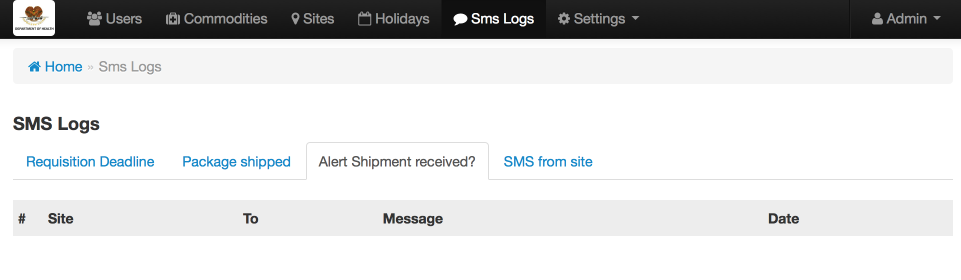 DEPARTMENT OF HEALTH
Users Commodities Sites Holidays Sms Logs Settings Admin
Home » Sms Logs
SMS Logs
Requisition Deadline Package shipped Alert Shipment received? SMS from site
# Site To Message Date